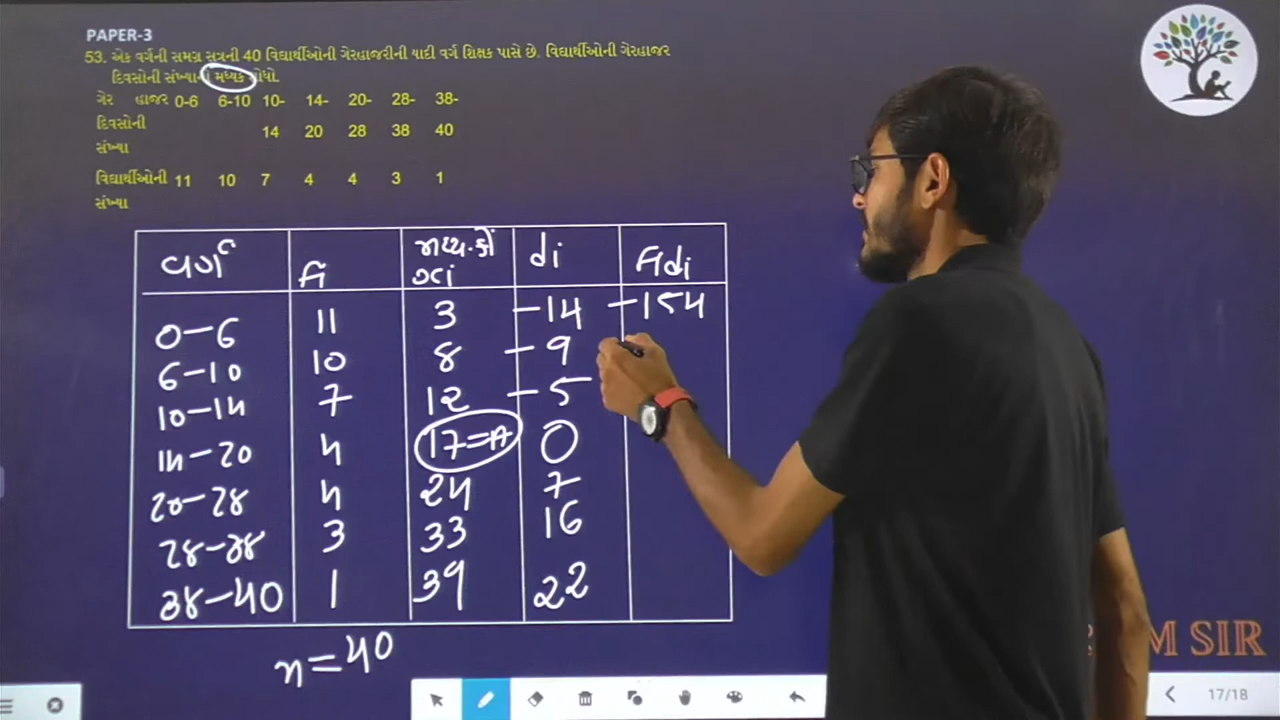 PAPER-3
53. એક વર્ગની સમગ્ર સત્રની 40 વિદ્યાર્થીઓની ગેરહાજરીની યાદી વર્ગ શિક્ષક પાસે છે. વિદ્યાર્થીઓની ગેરહાજર
દિવસોની સંખ્યાનો મધ્યક શોધો.
ગેર હાજર 0-6 6-10 10- 14- 20- 28- 38-
દિવસોની 14 20 28 38 40
સંખ્યા
વિદ્યાર્થીઓની 11 10 7 4 4 3 1
સંખ્યા
વર્ગ fi મધ્ય.કીં xi di fidi
0-6 11 3 -14 -154
6-10 10 8 -9
10-14 7 12 -5
14-20 4 17=A 0
20-28 4 24 7
28-38 3 33 16
38-40 1 39 22
n=40
M SIR
17/18